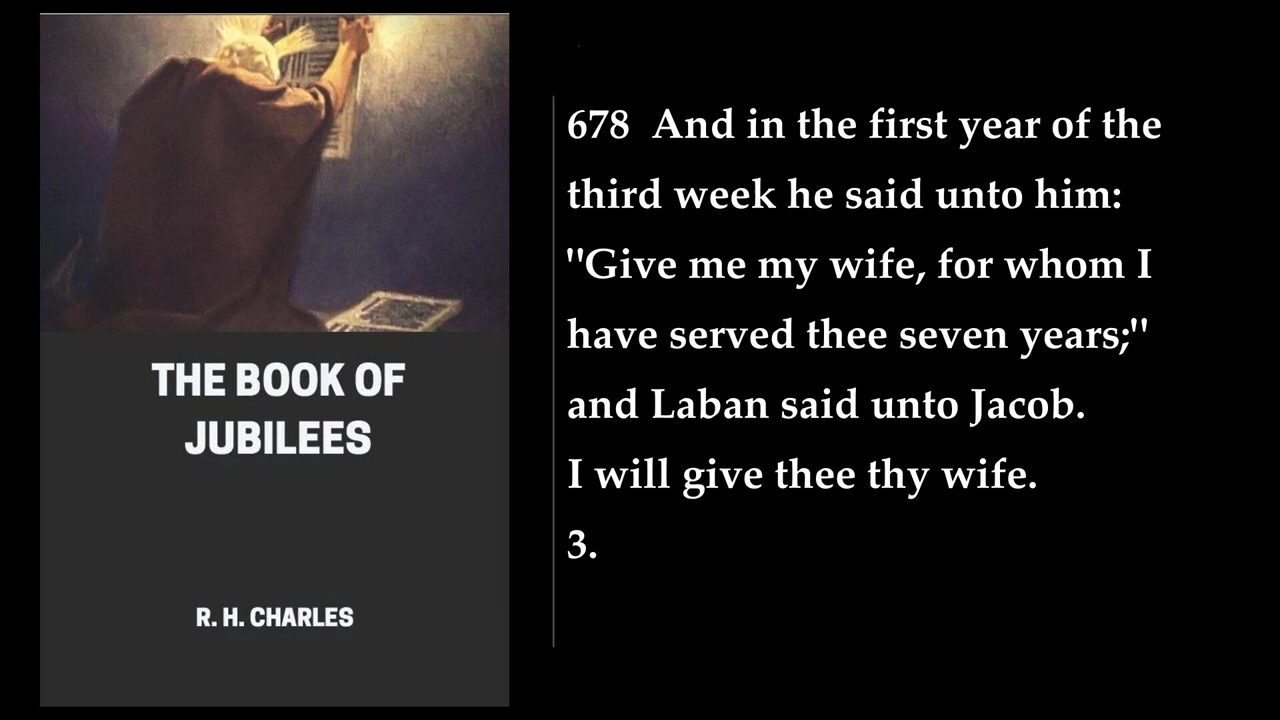 THE BOOK OF
JUBILEES
R. H. CHARLES
678  And in the first year of the
third week he said unto him:
"Give me my wife, for whom I
have served thee seven years;"
and Laban said unto Jacob.
I will give thee thy wife.
3.